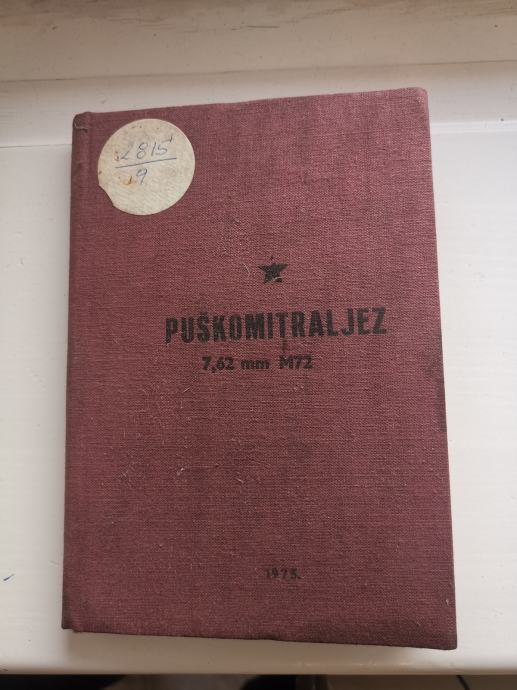 2815
9
PUŠKOMITRALJEZ
7,62 mm M72
1975.